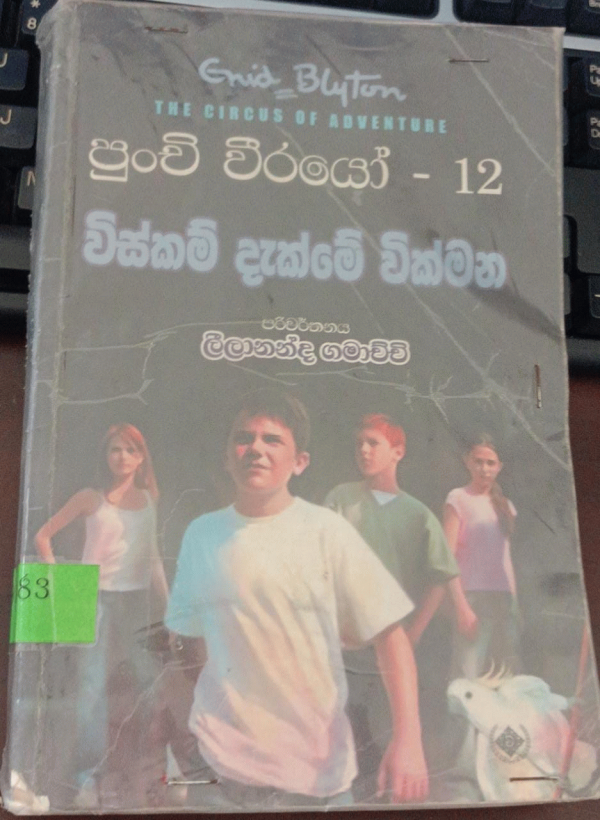 Enid Blyton
THE CIRCUS OF ADVENTURE
පුංචි වීරයෝ - 12
විස්කම් දැක්මේ වික්මන
පරිවර්තනය
ලීලානන්ද ගමාච්චි
83